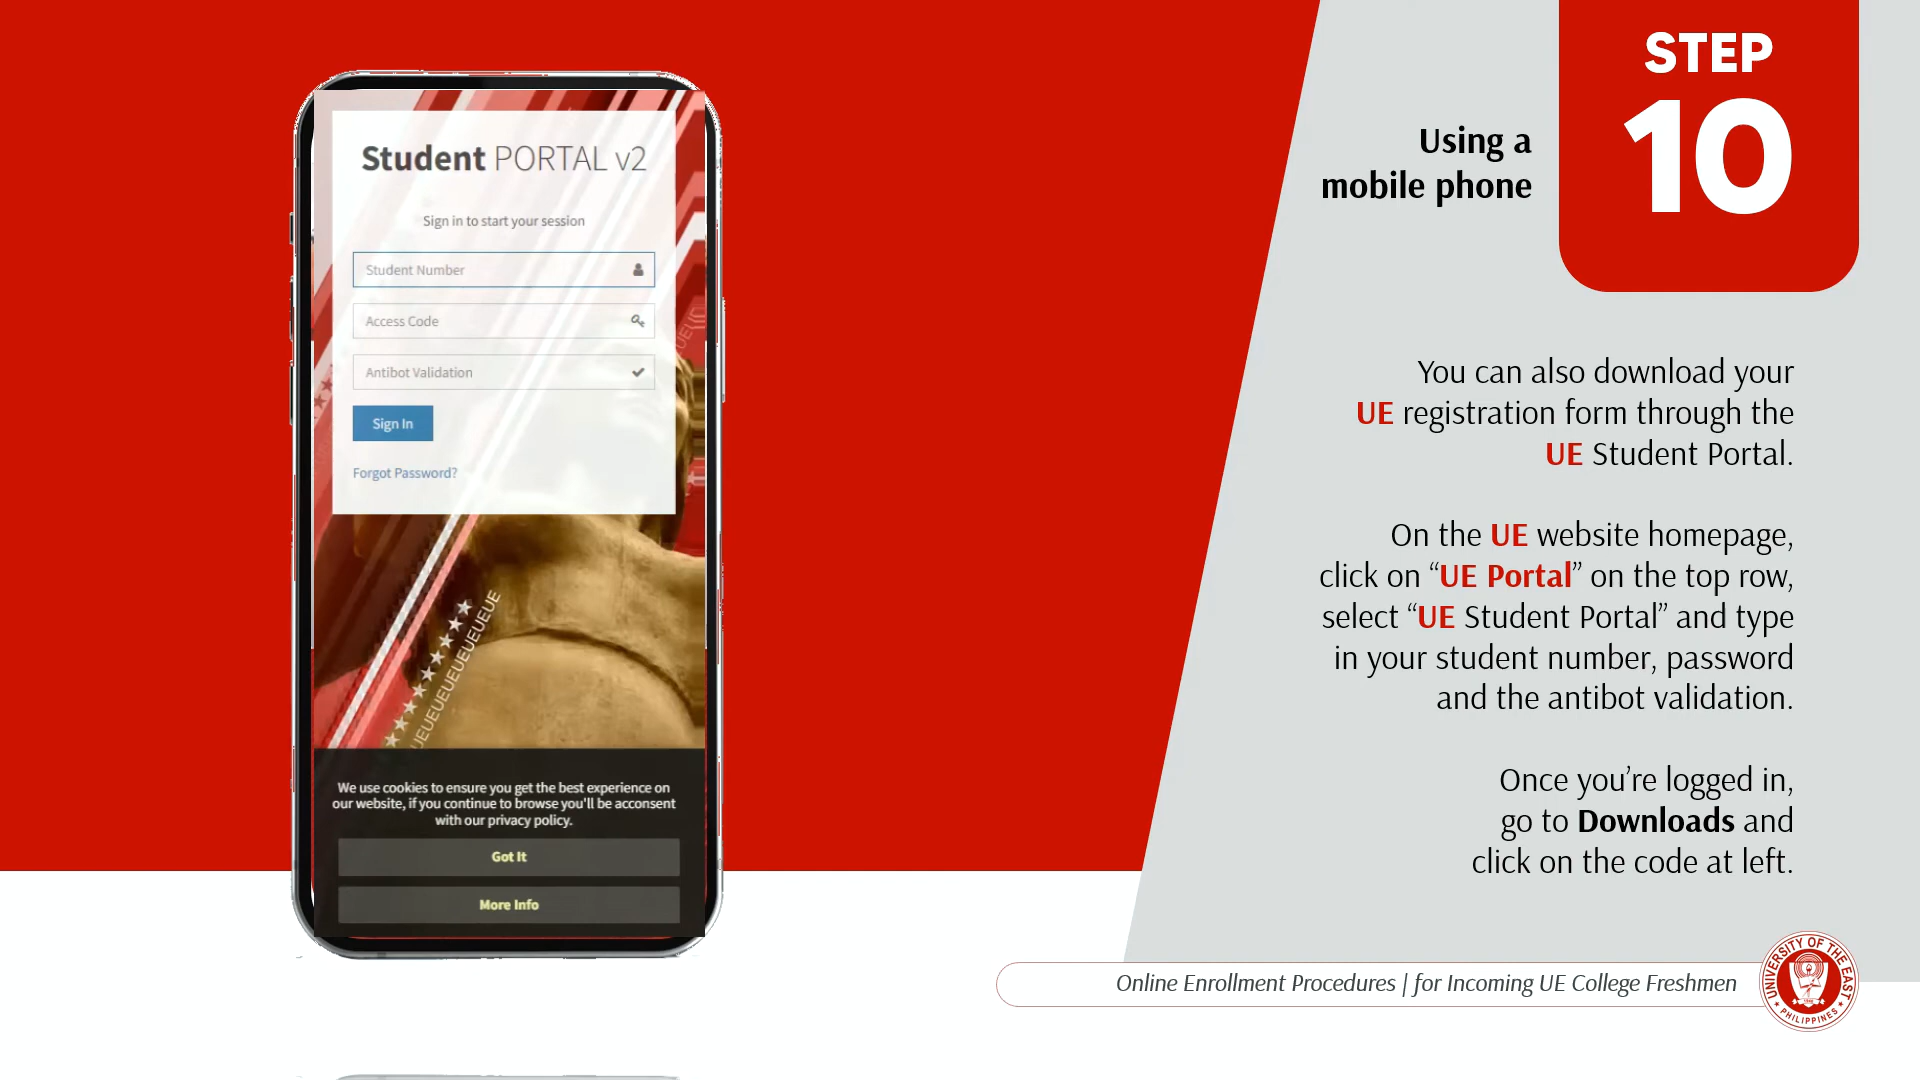 STEP
10
Using a
mobile phone
Student PORTAL v2
Sign in to start your session
Student Number
Access Code
Antibot Validation
Sign In
Forgot Password?
UEUEUEUEUEUEUEUE
We use cookies to ensure you get the best experience on
our website, if you continue to browse you'll be acconsent
with our privacy policy.
Got It
More Info
You can also download your
UE registration form through the
UE Student Portal.
On the UE website homepage,
click on “UE Portal” on the top row,
select “UE Student Portal” and type
in your student number, password
and the antibot validation.
Once you’re logged in,
go to Downloads and
click on the code at left.
Online Enrollment Procedures | for Incoming UE College Freshmen
UNIVERSITY OF THE EAST
PHILIPPINES